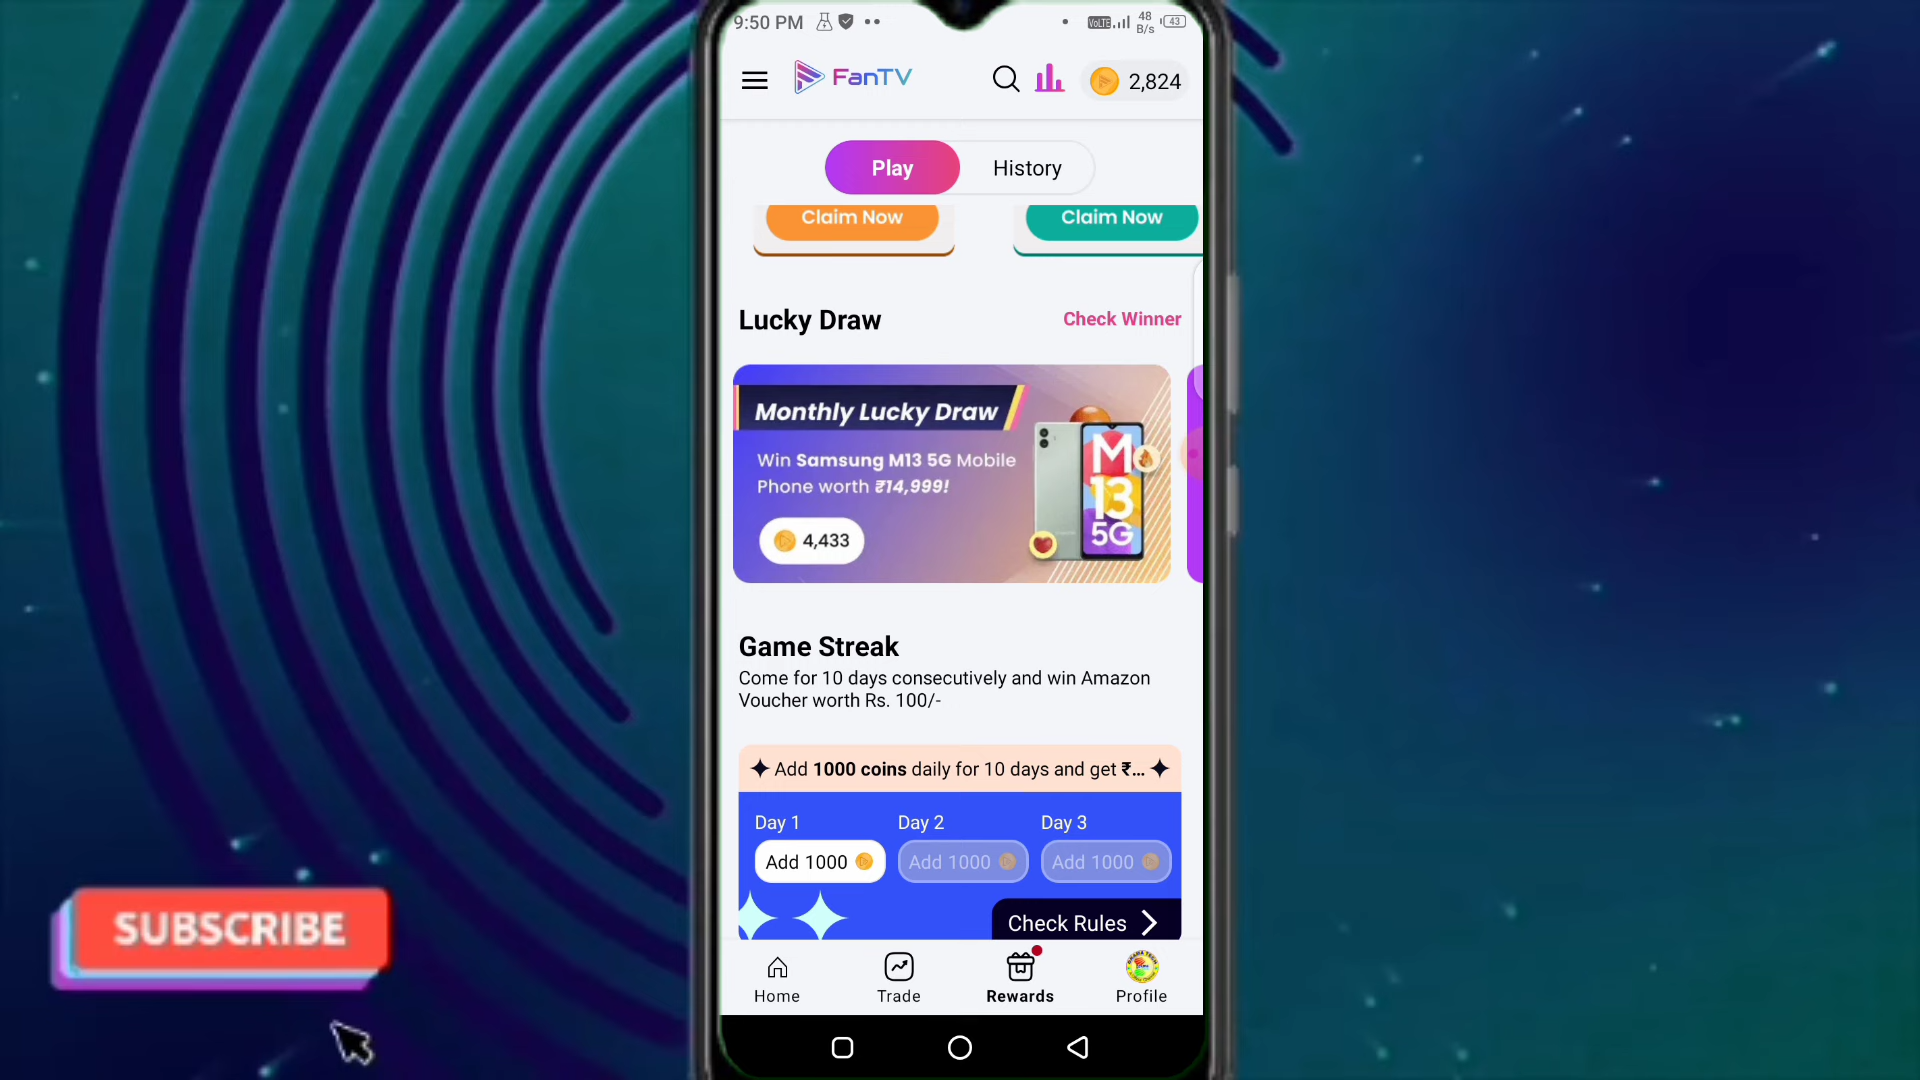 9:50 PM
VoLTE
48
B/s
43
FanTV
2,824
Play
History
Claim Now
Claim Now
Lucky Draw
Check Winner
Monthly Lucky Draw
Win Samsung M13 5G Mobile
Phone worth ₹14,999!
4,433
M
13
5G
Game Streak
Come for 10 days consecutively and win Amazon
Voucher worth Rs. 100/-
Add 1000 coins daily for 10 days and get ₹...
Day 1
Day 2
Day 3
Add 1000
Add 1000
Add 1000
Check Rules
SUBSCRIBE
Home
Trade
Rewards
Profile